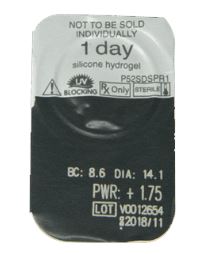 NOT TO BE SOLD
INDIVIDUALLY
1 day
silicone hydrogel
P52SDSPR1
UV
BLOCKING
Rx Only
STERILE
BC: 8.6 DIA: 14.1
PWR: + 1.75
LOT V0012654
2018/11